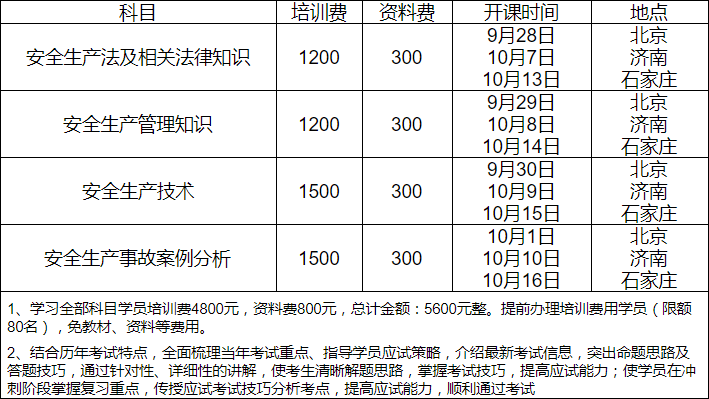 科目 培训费 资料费 开课时间 地点
安全生产法及相关法律知识 1200 300 9月28日 北京
10月7日 济南
10月13日 石家庄
安全生产管理知识 1200 300 9月29日 北京
10月8日 济南
10月14日 石家庄
安全生产技术 1500 300 9月30日 北京
10月9日 济南
10月15日 石家庄
安全生产事故案例分析 1500 300 10月1日 北京
10月10日 济南
10月16日 石家庄
1、学习全部科目学员培训费4800元，资料费800元，总计金额：5600元整。提前办理培训费用学员（限额
80名），免教材、资料等费用。
2、结合历年考试特点，全面梳理当年考试重点、指导学员应试策略，介绍最新考试信息，突出命题思路及
答题技巧，通过针对性、详细性的讲解，使考生清晰解题思路，掌握考试技巧，提高应试能力；使学员在冲
刺阶段掌握复习重点，传授应试考试技巧分析考点，提高应试能力，顺利通过考试